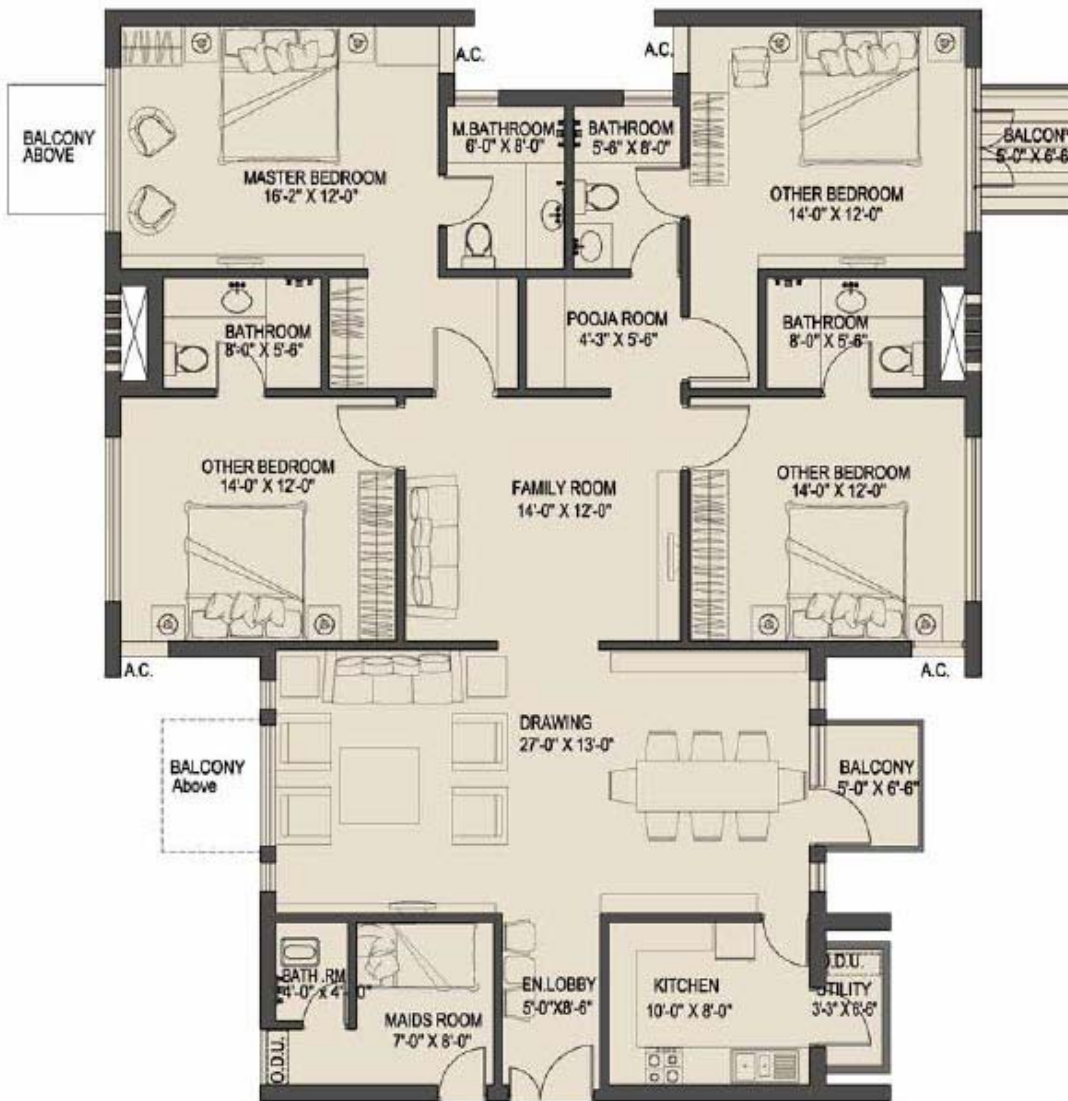 A.C.
A.C.
BALCONY
ABOVE
M.BATHROOM
6'-0" X 8'-0"
BATHROOM
5'-6" X 8'-0"
BALCONY
5'-0" X 6'-6"
MASTER BEDROOM
16'-2" X 12'-0"
OTHER BEDROOM
14'-0" X 12'-0"
BATHROOM
8'-0" X 5'-6"
POOJA ROOM
4'-3" X 5'-6"
BATHROOM
8'-0" X 5'-6"
OTHER BEDROOM
14'-0" X 12'-0"
FAMILY ROOM
14'-0" X 12'-0"
OTHER BEDROOM
14'-0" X 12'-0"
A.C.
A.C.
DRAWING
27'-0" X 13'-0"
BALCONY
Above
BALCONY
5'-0" X 6'-6"
BATH .RM
4'-0" x 4'-0"
MAIDS ROOM
7'-0" X 8'-0"
EN.LOBBY
5'-0"X8'-6"
KITCHEN
10'-0" X 8'-0"
O.D.U.
UTILITY
3'-3" X 6'-6"
O.D.U.